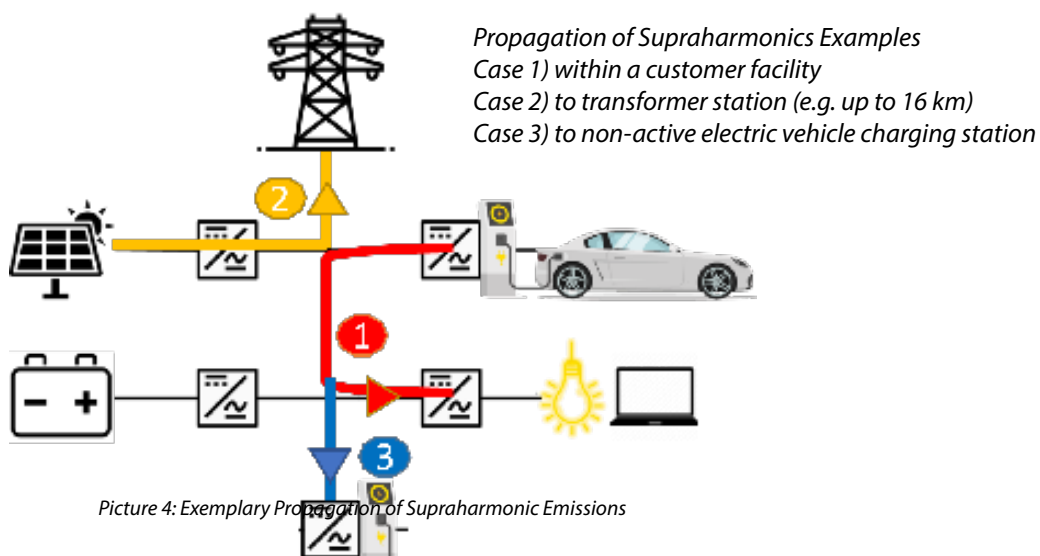 Propagation of Supraharmonics Examples
Case 1) within a customer facility
Case 2) to transformer station (e.g. up to 16 km)
Case 3) to non-active electric vehicle charging station
2
1
3
Picture 4: Exemplary Propagation of Supraharmonic Emissions